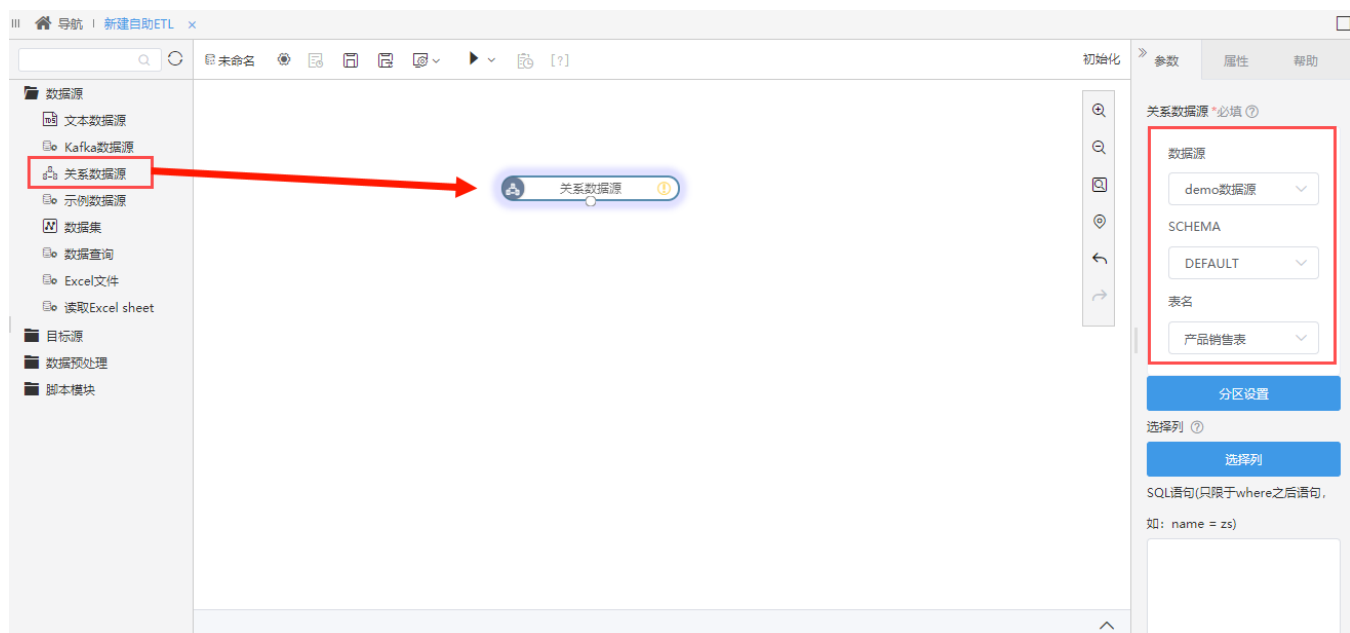 导航 新建自助ETL ×
未命名 [?] 初始化
参数 属性 帮助
数据源
文本数据源
Kafka数据源
关系数据源
示例数据源
数据集
数据查询
Excel文件
读取Excel sheet
目标源
数据预处理
脚本模块
关系数据源
关系数据源 *必填
数据源
demo数据源
SCHEMA
DEFAULT
表名
产品销售表
分区设置
选择列
选择列
SQL语句(只限于where之后语句,
如：name = zs)